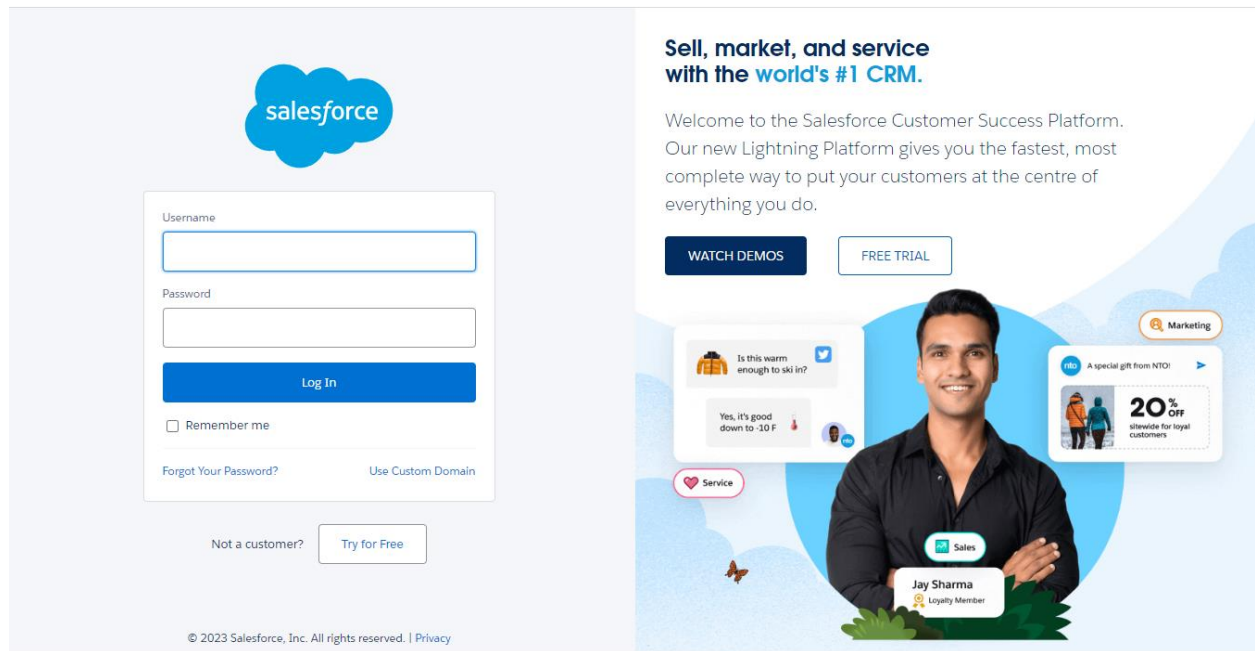 salesforce
Username
Password
Log In
Remember me
Forgot Your Password?
Use Custom Domain
Not a customer?
Try for Free
© 2023 Salesforce, Inc. All rights reserved. | Privacy
Sell, market, and service
with the world's #1 CRM.
Welcome to the Salesforce Customer Success Platform.
Our new Lightning Platform gives you the fastest, most
complete way to put your customers at the centre of
everything you do.
WATCH DEMOS
FREE TRIAL
Is this warm
enough to ski in?
Yes, it's good
down to -10 F
nto
Service
Marketing
nto
A special gift from NTO!
20% OFF
sitewide for loyal
customers
Sales
Jay Sharma
Loyalty Member